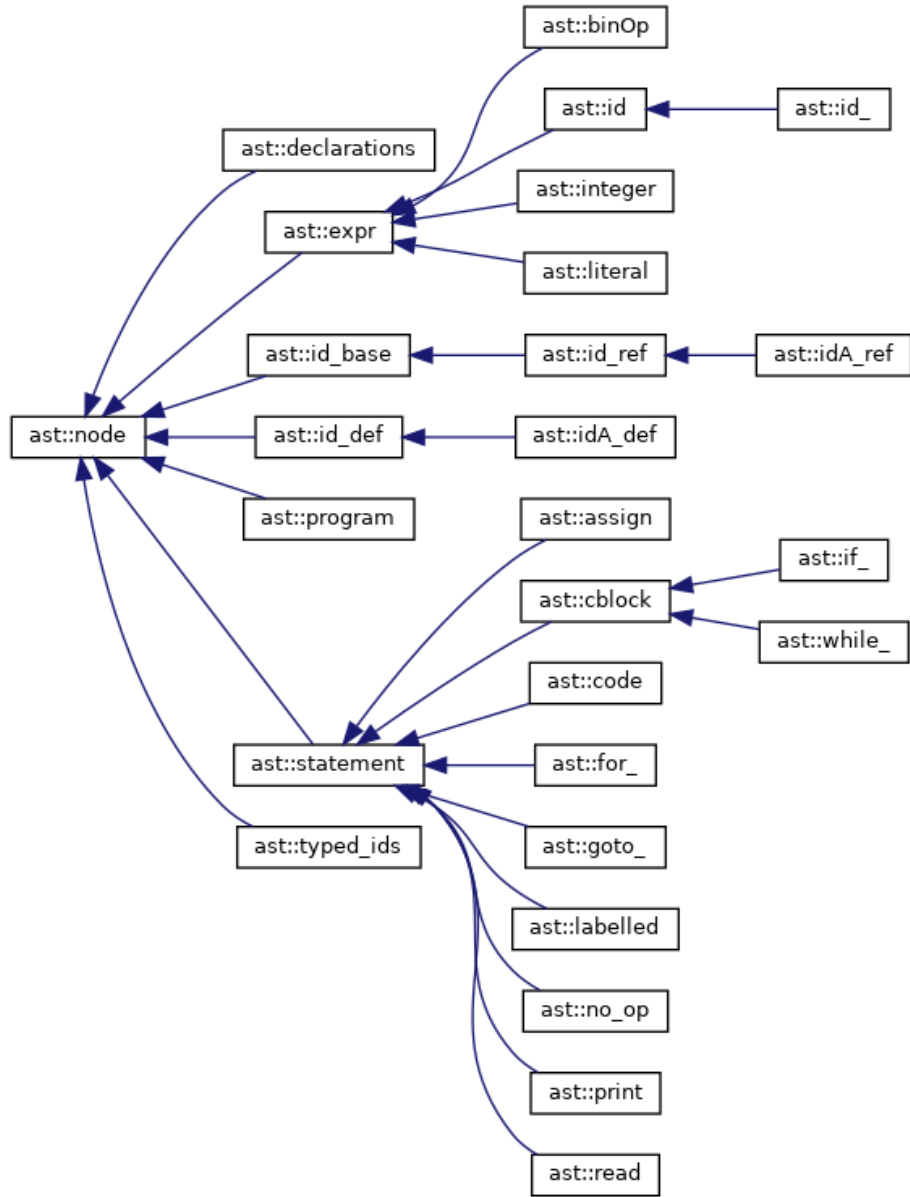 ast::binOp
ast::id
ast::id_
ast::declarations
ast::integer
ast::expr
ast::literal
ast::id_base
ast::id_ref
ast::idA_ref
ast::node
ast::id_def
ast::idA_def
ast::program
ast::assign
ast::if_
ast::cblock
ast::while_
ast::code
ast::statement
ast::for_
ast::typed_ids
ast::goto_
ast::labelled
ast::no_op
ast::print
ast::read